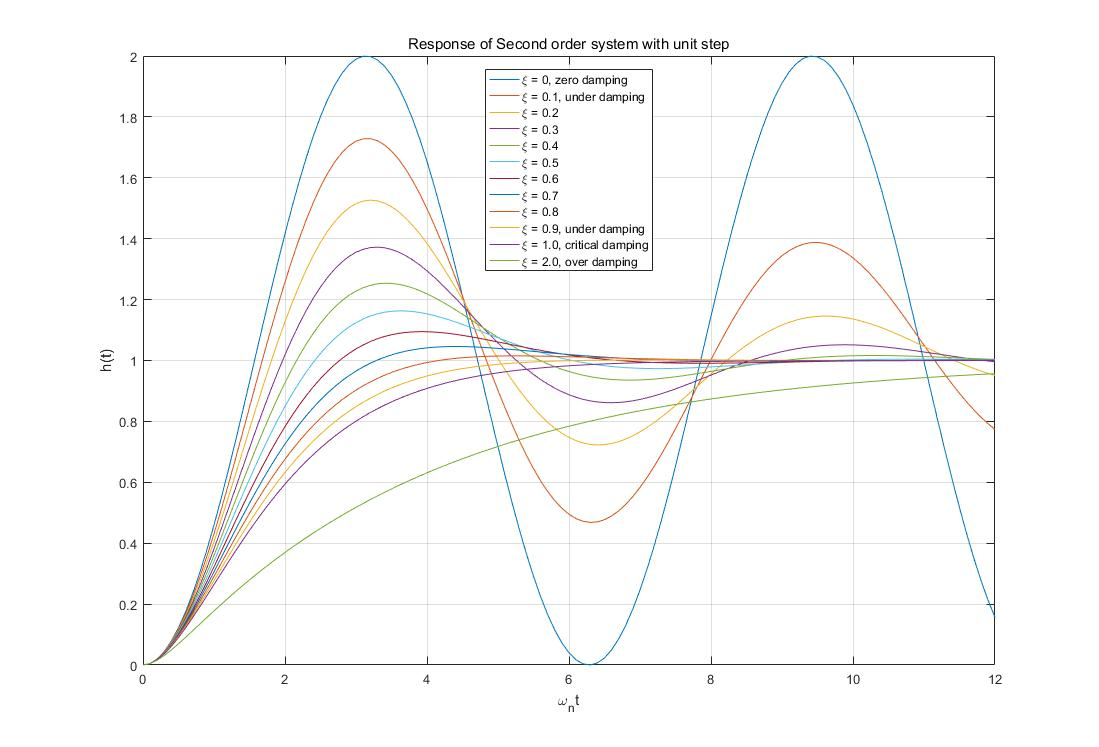 Response of Second order system with unit step
ξ = 0, zero damping
ξ = 0.1, under damping
ξ = 0.2
ξ = 0.3
ξ = 0.4
ξ = 0.5
ξ = 0.6
ξ = 0.7
ξ = 0.8
ξ = 0.9, under damping
ξ = 1.0, critical damping
ξ = 2.0, over damping
h(t)
2
1.8
1.6
1.4
1.2
1
0.8
0.6
0.4
0.2
0
0 2 4 6 8 10 12
ωnt